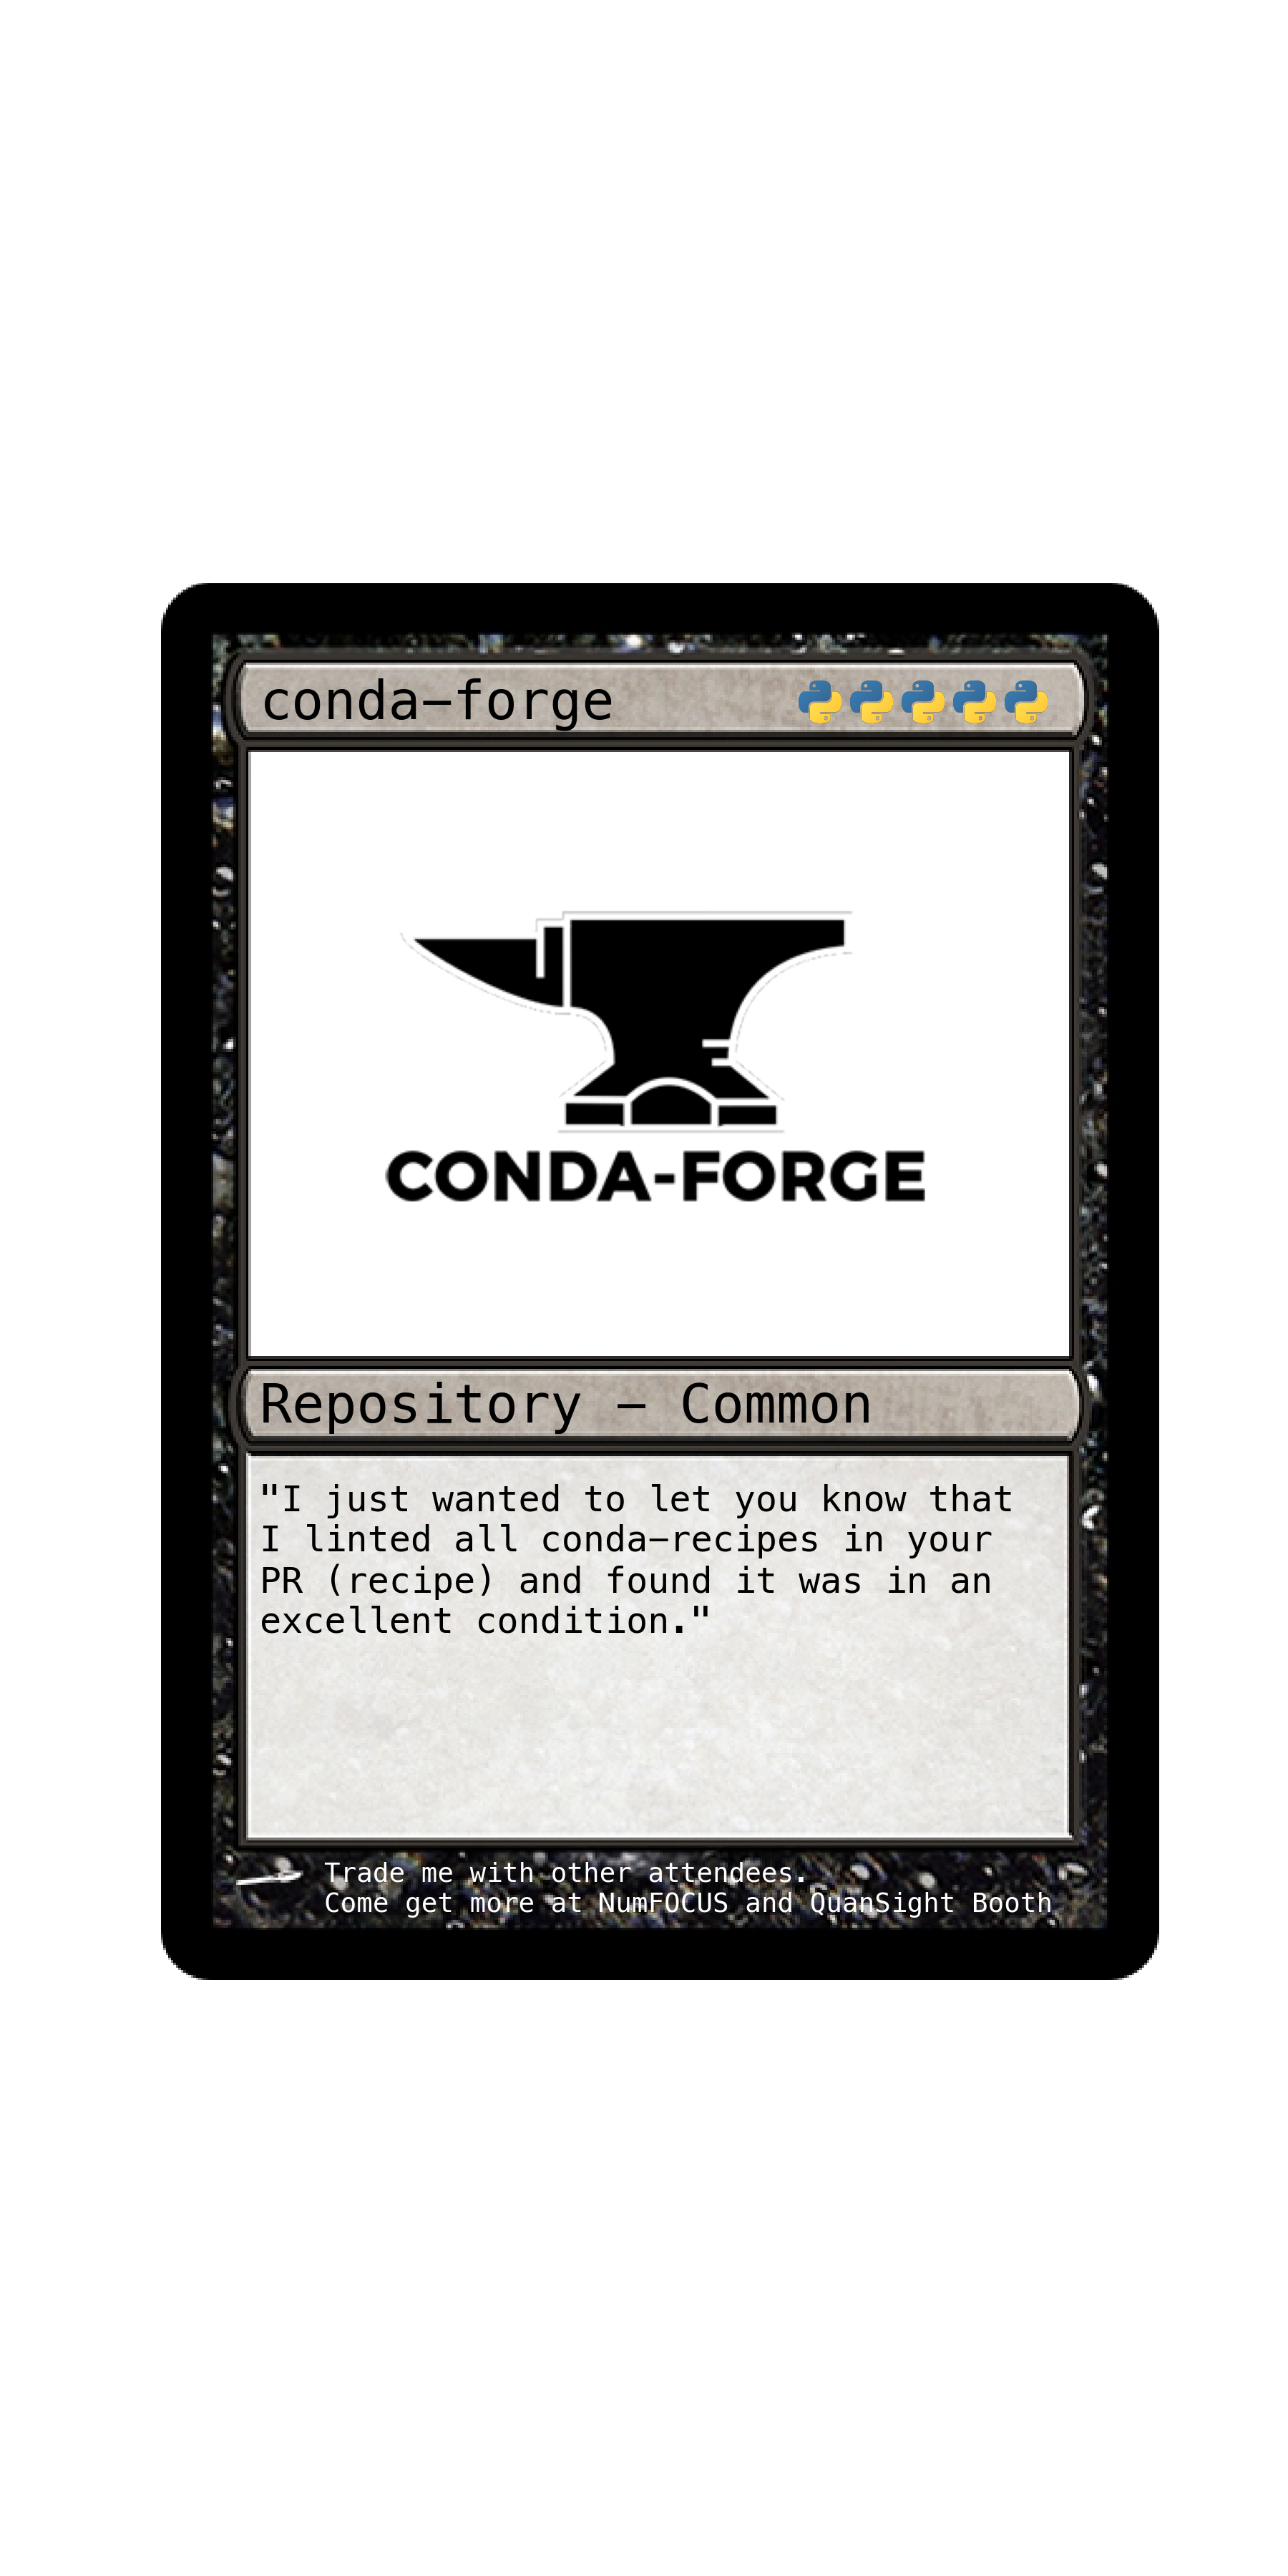 conda-forge
CONDA-FORGE
Repository - Common
"I just wanted to let you know that
I linted all conda-recipes in your
PR (recipe) and found it was in an
excellent condition."
Trade me with other attendees.
Come get more at NumFOCUS and QuanSight Booth